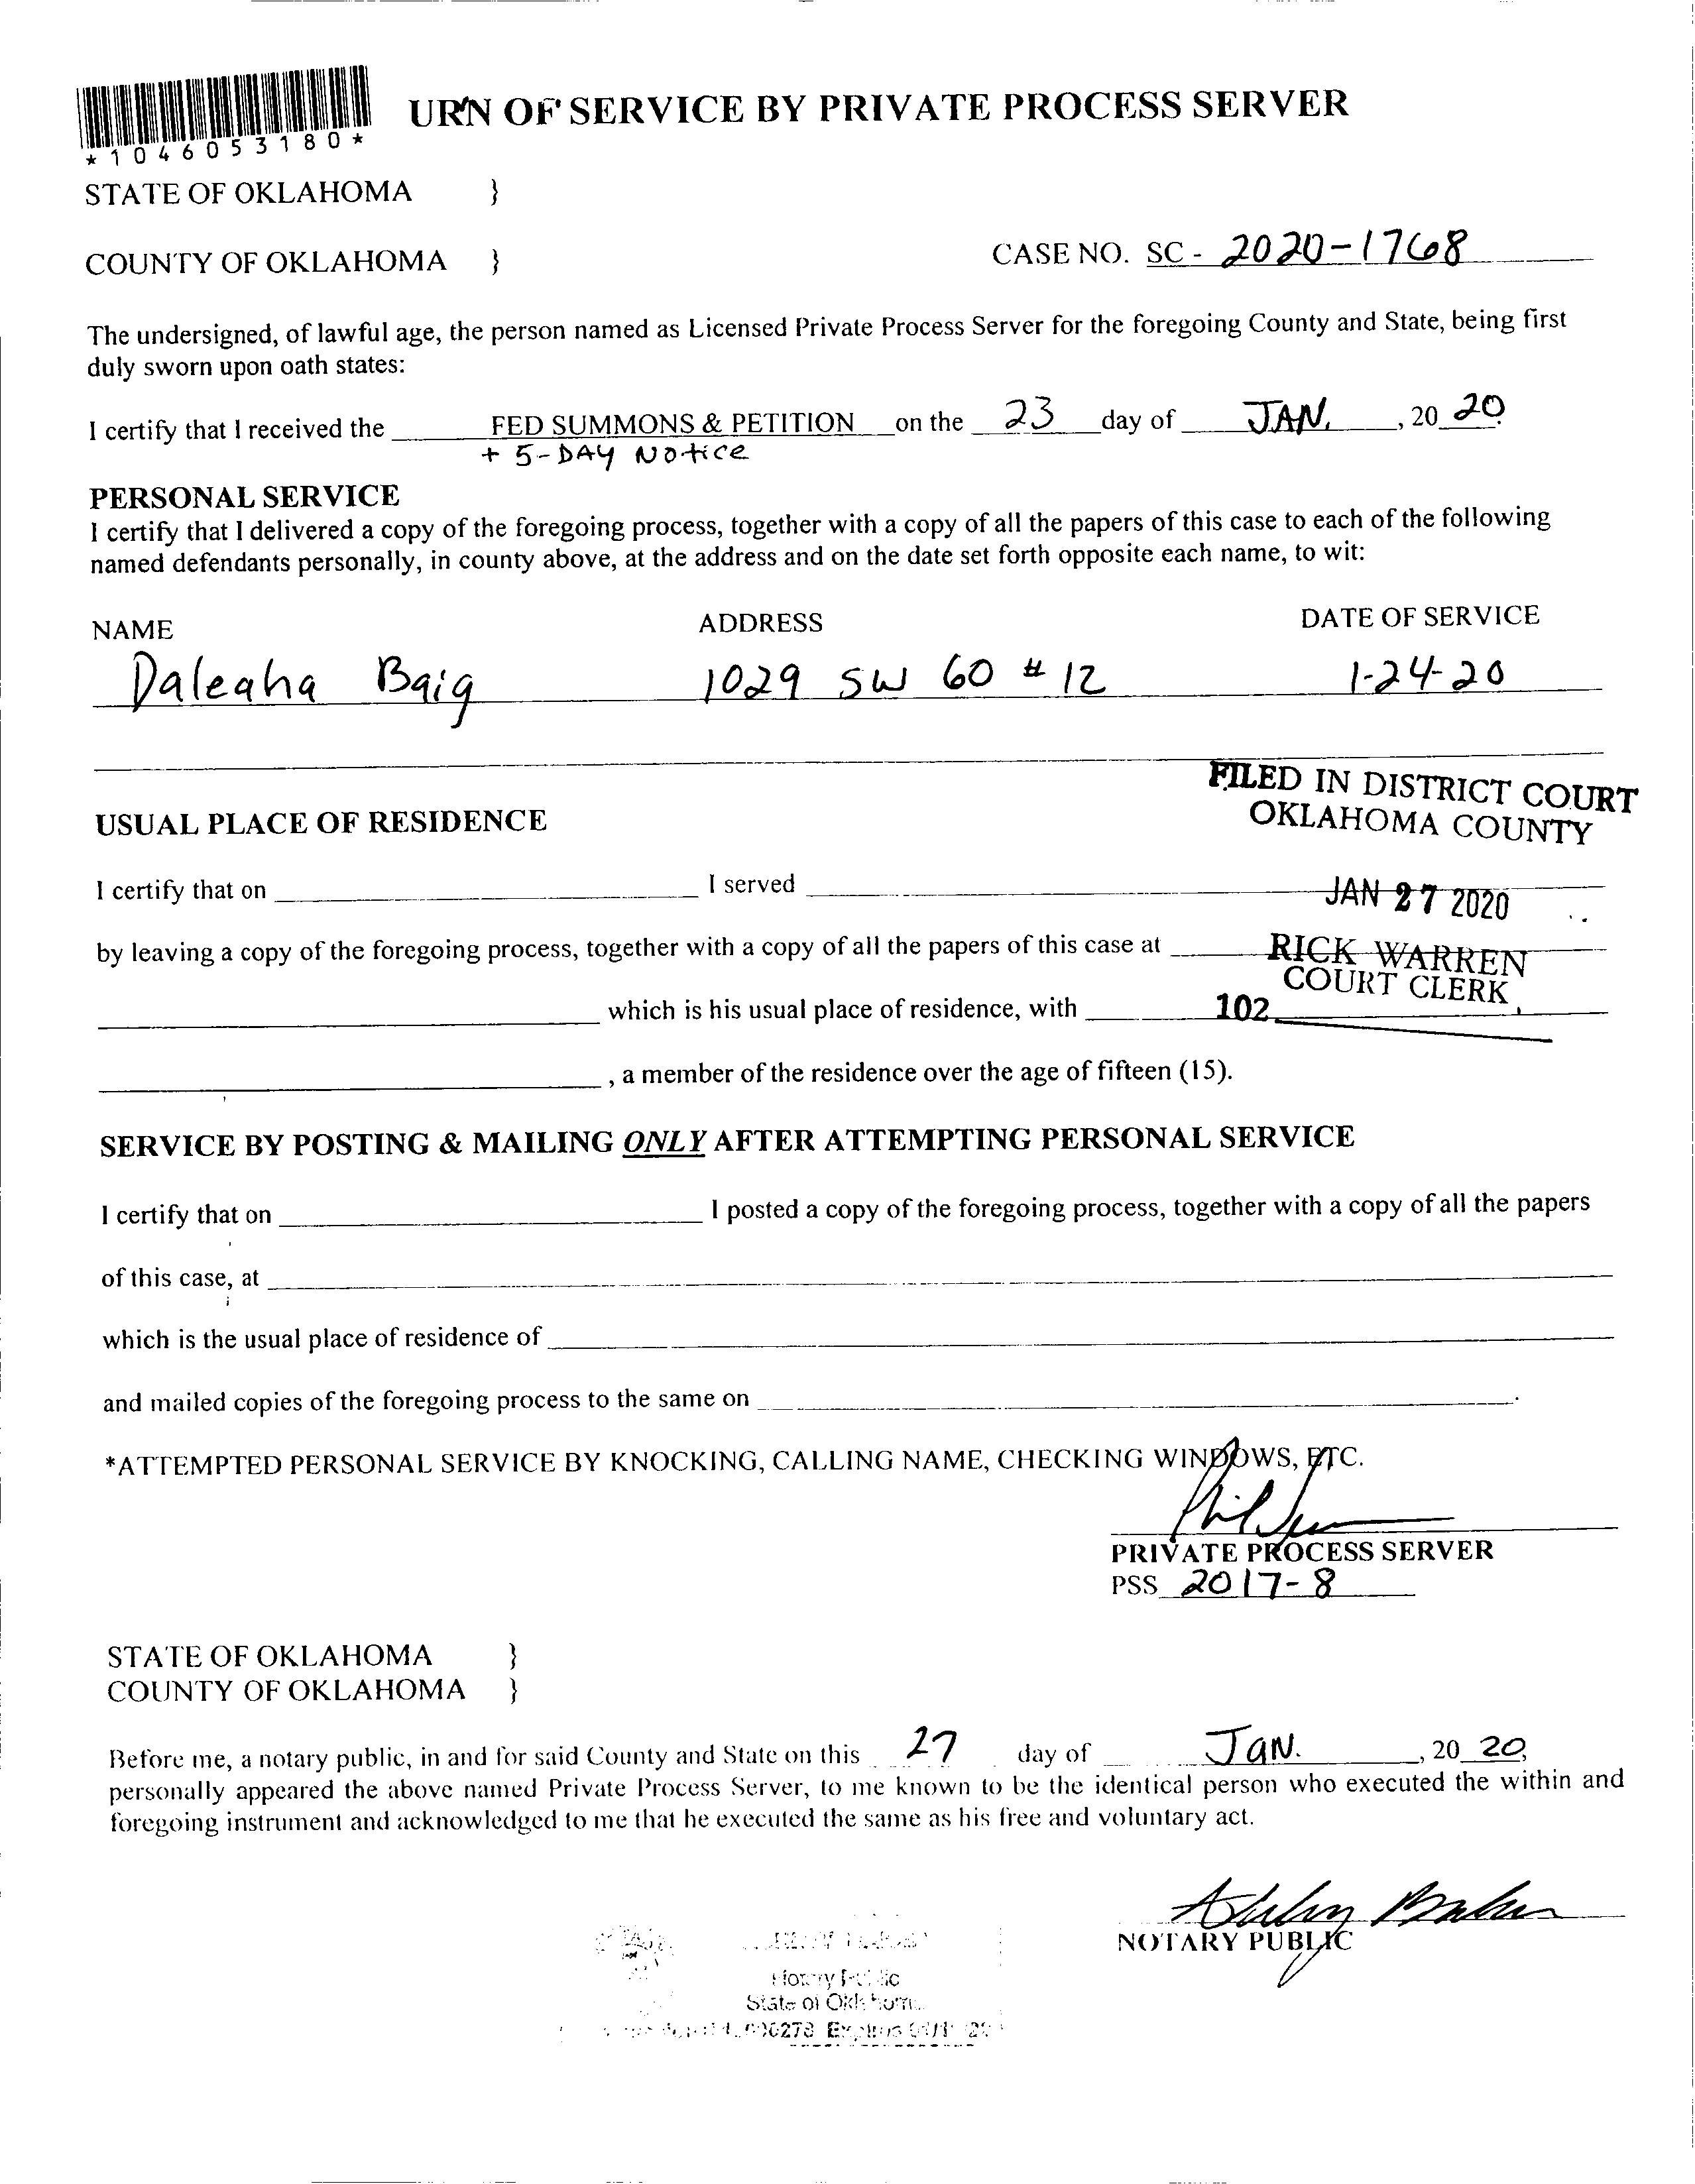 *1046053180*
URN OF SERVICE BY PRIVATE PROCESS SERVER
STATE OF OKLAHOMA }
COUNTY OF OKLAHOMA } CASE NO. SC - 2020-1768
The undersigned, of lawful age, the person named as Licensed Private Process Server for the foregoing County and State, being first
duly sworn upon oath states:
I certify that I received the FED SUMMONS & PETITION on the 23 day of JAN. , 20 20.
+ 5-DAY Notice
PERSONAL SERVICE
I certify that I delivered a copy of the foregoing process, together with a copy of all the papers of this case to each of the following
named defendants personally, in county above, at the address and on the date set forth opposite each name, to wit:
NAME ADDRESS DATE OF SERVICE
Daleaha Baig 1029 SW 60 # 12 1-24-20
FILED IN DISTRICT COURT
OKLAHOMA COUNTY
USUAL PLACE OF RESIDENCE
I certify that on I served
JAN 27 2020
by leaving a copy of the foregoing process, together with a copy of all the papers of this case at
RICK WARREN
COURT CLERK
which is his usual place of residence, with
102
, a member of the residence over the age of fifteen (15).
SERVICE BY POSTING & MAILING ONLY AFTER ATTEMPTING PERSONAL SERVICE
I certify that on I posted a copy of the foregoing process, together with a copy of all the papers
of this case, at
which is the usual place of residence of
and mailed copies of the foregoing process to the same on .
*ATTEMPTED PERSONAL SERVICE BY KNOCKING, CALLING NAME, CHECKING WINDOWS, ETC.
PRIVATE PROCESS SERVER
PSS 2017-8
STATE OF OKLAHOMA }
COUNTY OF OKLAHOMA }
Before me, a notary public, in and for said County and State on this 27 day of JAN. , 20 20,
personally appeared the above named Private Process Server, to me known to be the identical person who executed the within and
foregoing instrument and acknowledged to me that he executed the same as his free and voluntary act.
NOTARY PUBLIC
Notary Public
State of Oklahoma
Expires